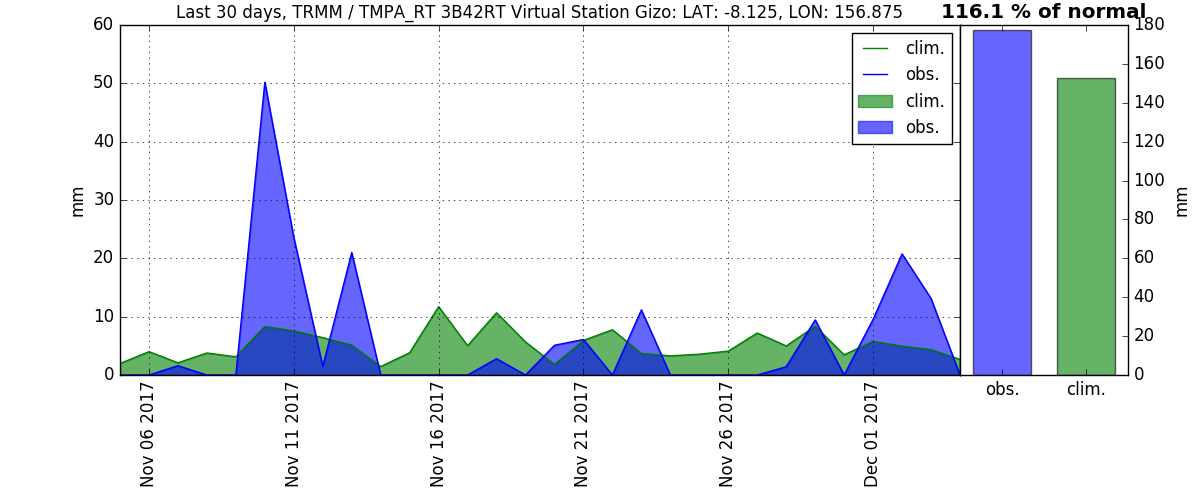 Last 30 days, TRMM / TMPA_RT 3B42RT Virtual Station Gizo: LAT: -8.125, LON: 156.875
116.1 % of normal
mm
60
50
40
30
20
10
0
clim.
obs.
clim.
obs.
Nov 06 2017
Nov 11 2017
Nov 16 2017
Nov 21 2017
Nov 26 2017
Dec 01 2017
obs.
clim.
180
160
140
120
100
80
60
40
20
0
mm